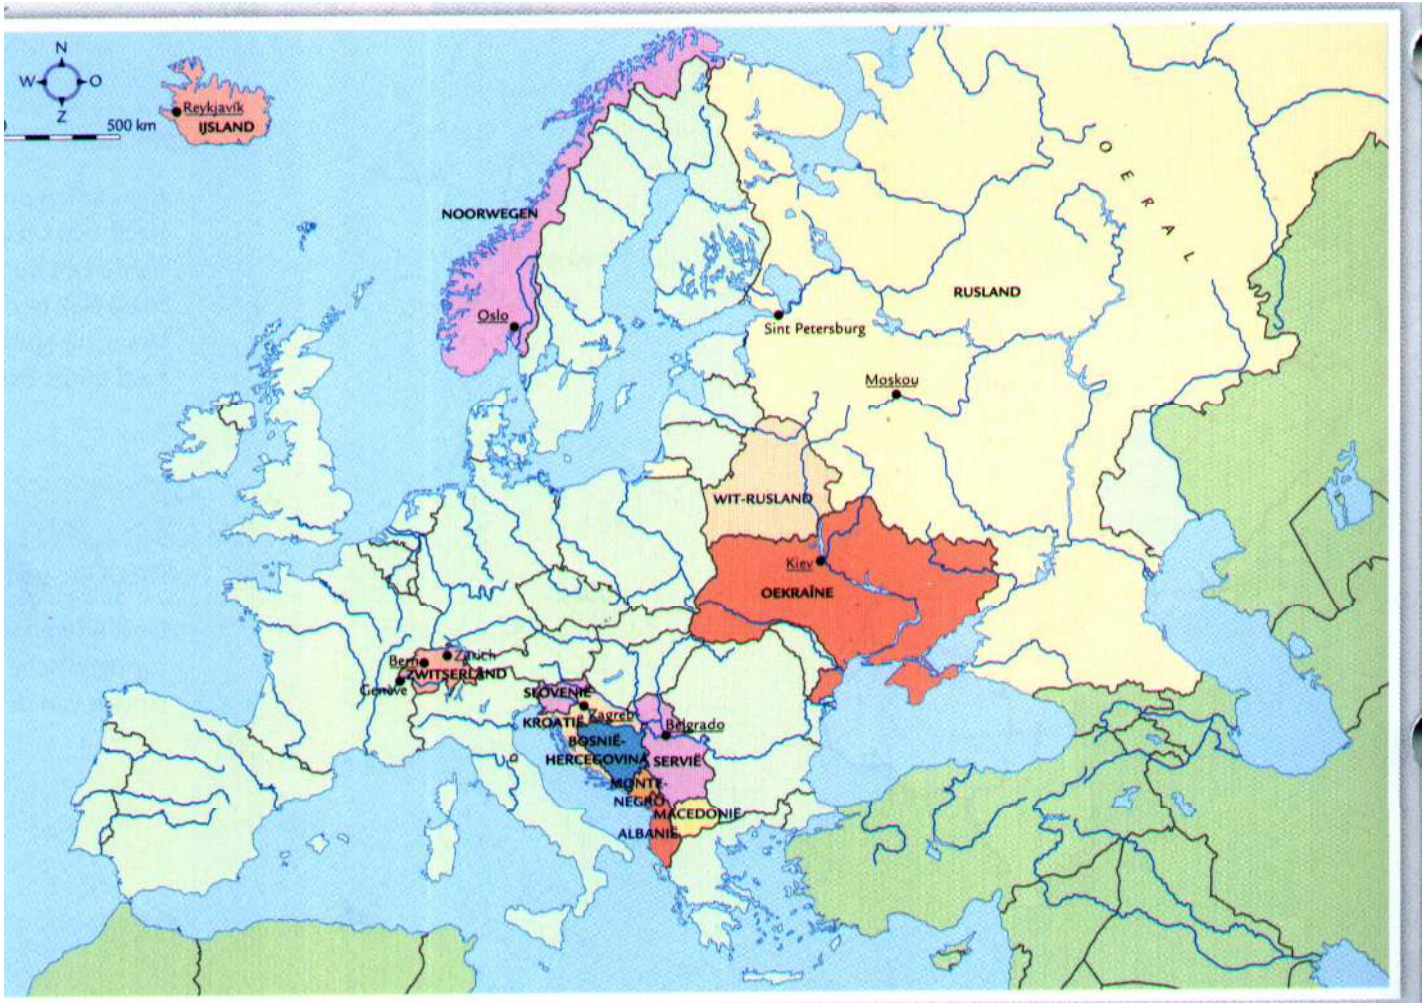 N
W
O
Z
500 km
Reykjavík
IJSLAND
NOORWEGEN
Oslo
OERAL
RUSLAND
Sint Petersburg
Moskou
WIT-RUSLAND
Kiev
OEKRAÏNE
Bern
Zürich
ZWITSERLAND
Genève
SLOVENIË
KROATIË
Zagreb
Belgrado
BOSNIË-
HERCEGOVINA
SERVIË
MONTE-
NEGRO
MACEDONIË
ALBANIË